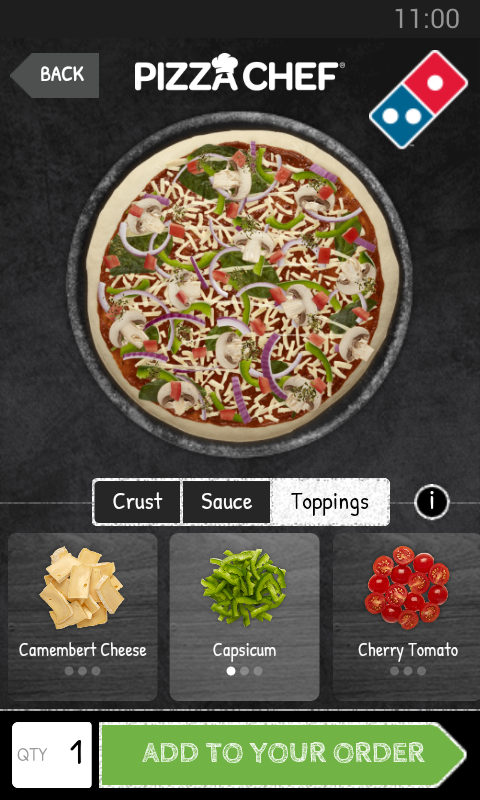 11:00
BACK
PIZZA CHEF®
Crust
Sauce
Toppings
i
Camembert Cheese
Capsicum
Cherry Tomato
QTY 1
ADD TO YOUR ORDER